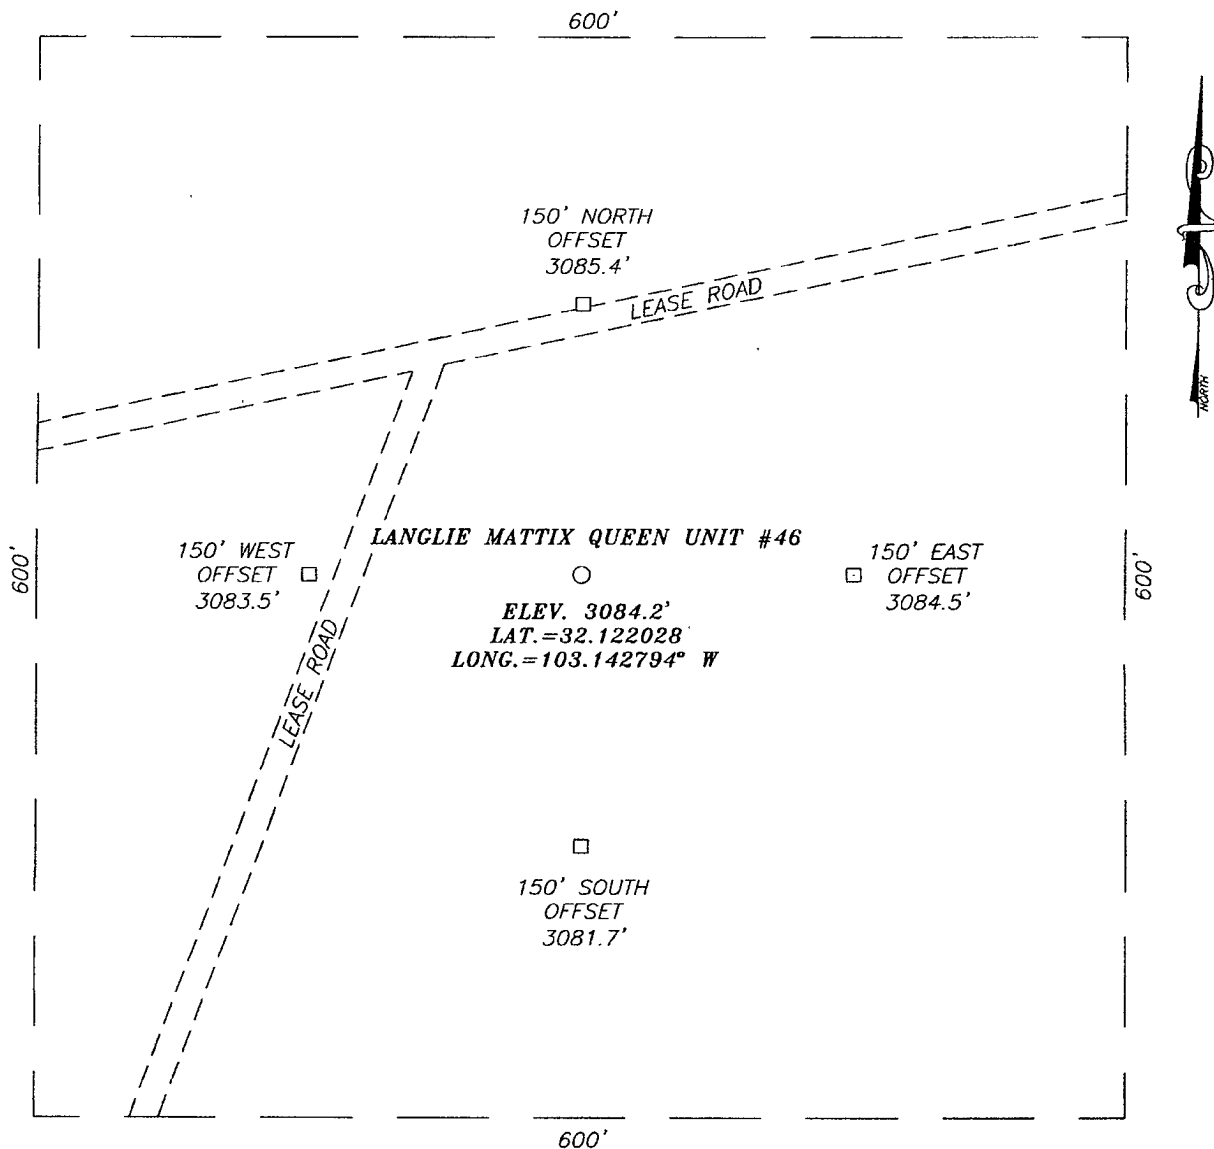 600'
150' NORTH
OFFSET
3085.4'
LEASE ROAD
NORTH
LANGLIE MATTIX QUEEN UNIT #46
150' WEST
OFFSET
3083.5'
150' EAST
OFFSET
3084.5'
600'
600'
ELEV. 3084.2'
LAT.=32.122028
LONG.=103.142794° W
LEASE ROAD
150' SOUTH
OFFSET
3081.7'
600'